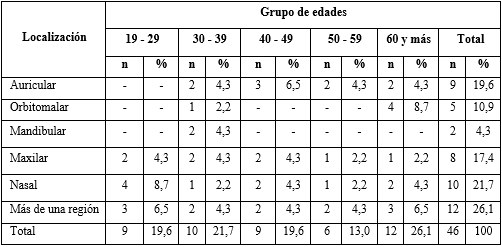 Localización Grupo de edades
19 - 29 30 - 39 40 - 49 50 - 59 60 y más Total
n % n % n % n % n % n %
Auricular - - 2 4,3 3 6,5 2 4,3 2 4,3 9 19,6
Orbitomalar - - 1 2,2 - - - - 4 8,7 5 10,9
Mandibular - - 2 4,3 - - - - - - 2 4,3
Maxilar 2 4,3 2 4,3 2 4,3 1 2,2 1 2,2 8 17,4
Nasal 4 8,7 1 2,2 2 4,3 1 2,2 2 4,3 10 21,7
Más de una región 3 6,5 2 4,3 2 4,3 2 4,3 3 6,5 12 26,1
Total 9 19,6 10 21,7 9 19,6 6 13,0 12 26,1 46 100